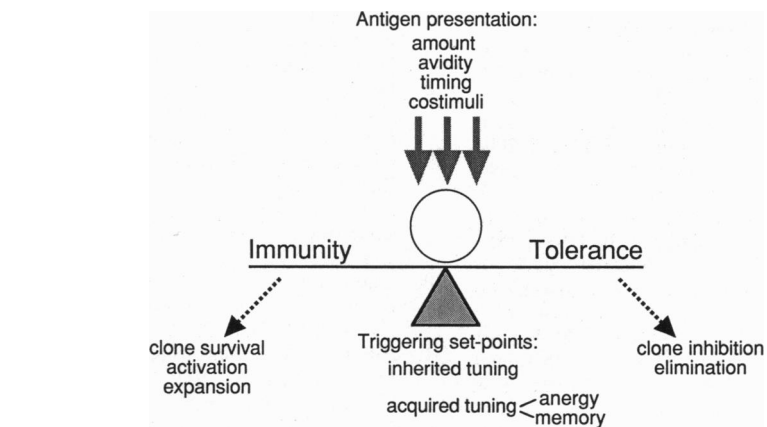 Antigen presentation:
amount
avidity
timing
costimuli
Immunity
Tolerance
clone survival
activation
expansion
Triggering set-points:
inherited tuning
acquired tuning
anergy
memory
clone inhibition
elimination